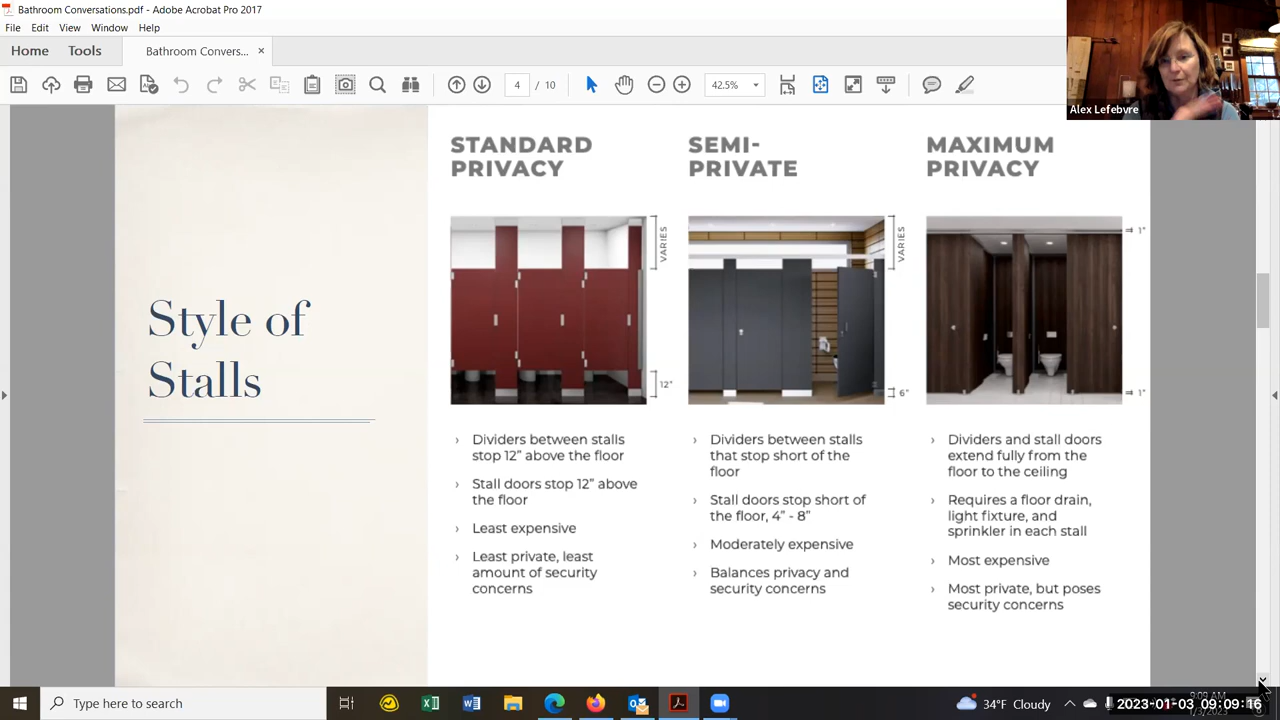 Bathroom Conversations.pdf - Adobe Acrobat Pro 2017
File Edit View Window Help
Home Tools Bathroom Convers... ×
4 / 10 42.5%
Alex Lefebvre
Style of
Stalls
STANDARD
PRIVACY
VARIES
12"
› Dividers between stalls
stop 12" above the floor
› Stall doors stop 12" above
the floor
› Least expensive
› Least private, least
amount of security
concerns
SEMI-
PRIVATE
VARIES
6"
› Dividers between stalls
that stop short of the
floor
› Stall doors stop short of
the floor, 4" - 8"
› Moderately expensive
› Balances privacy and
security concerns
MAXIMUM
PRIVACY
1"
1"
› Dividers and stall doors
extend fully from the
floor to the ceiling
› Requires a floor drain,
light fixture, and
sprinkler in each stall
› Most expensive
› Most private, but poses
security concerns
Type here to search
34°F Cloudy
9:09 AM
1/3/2023
2023-01-03 09:09:16